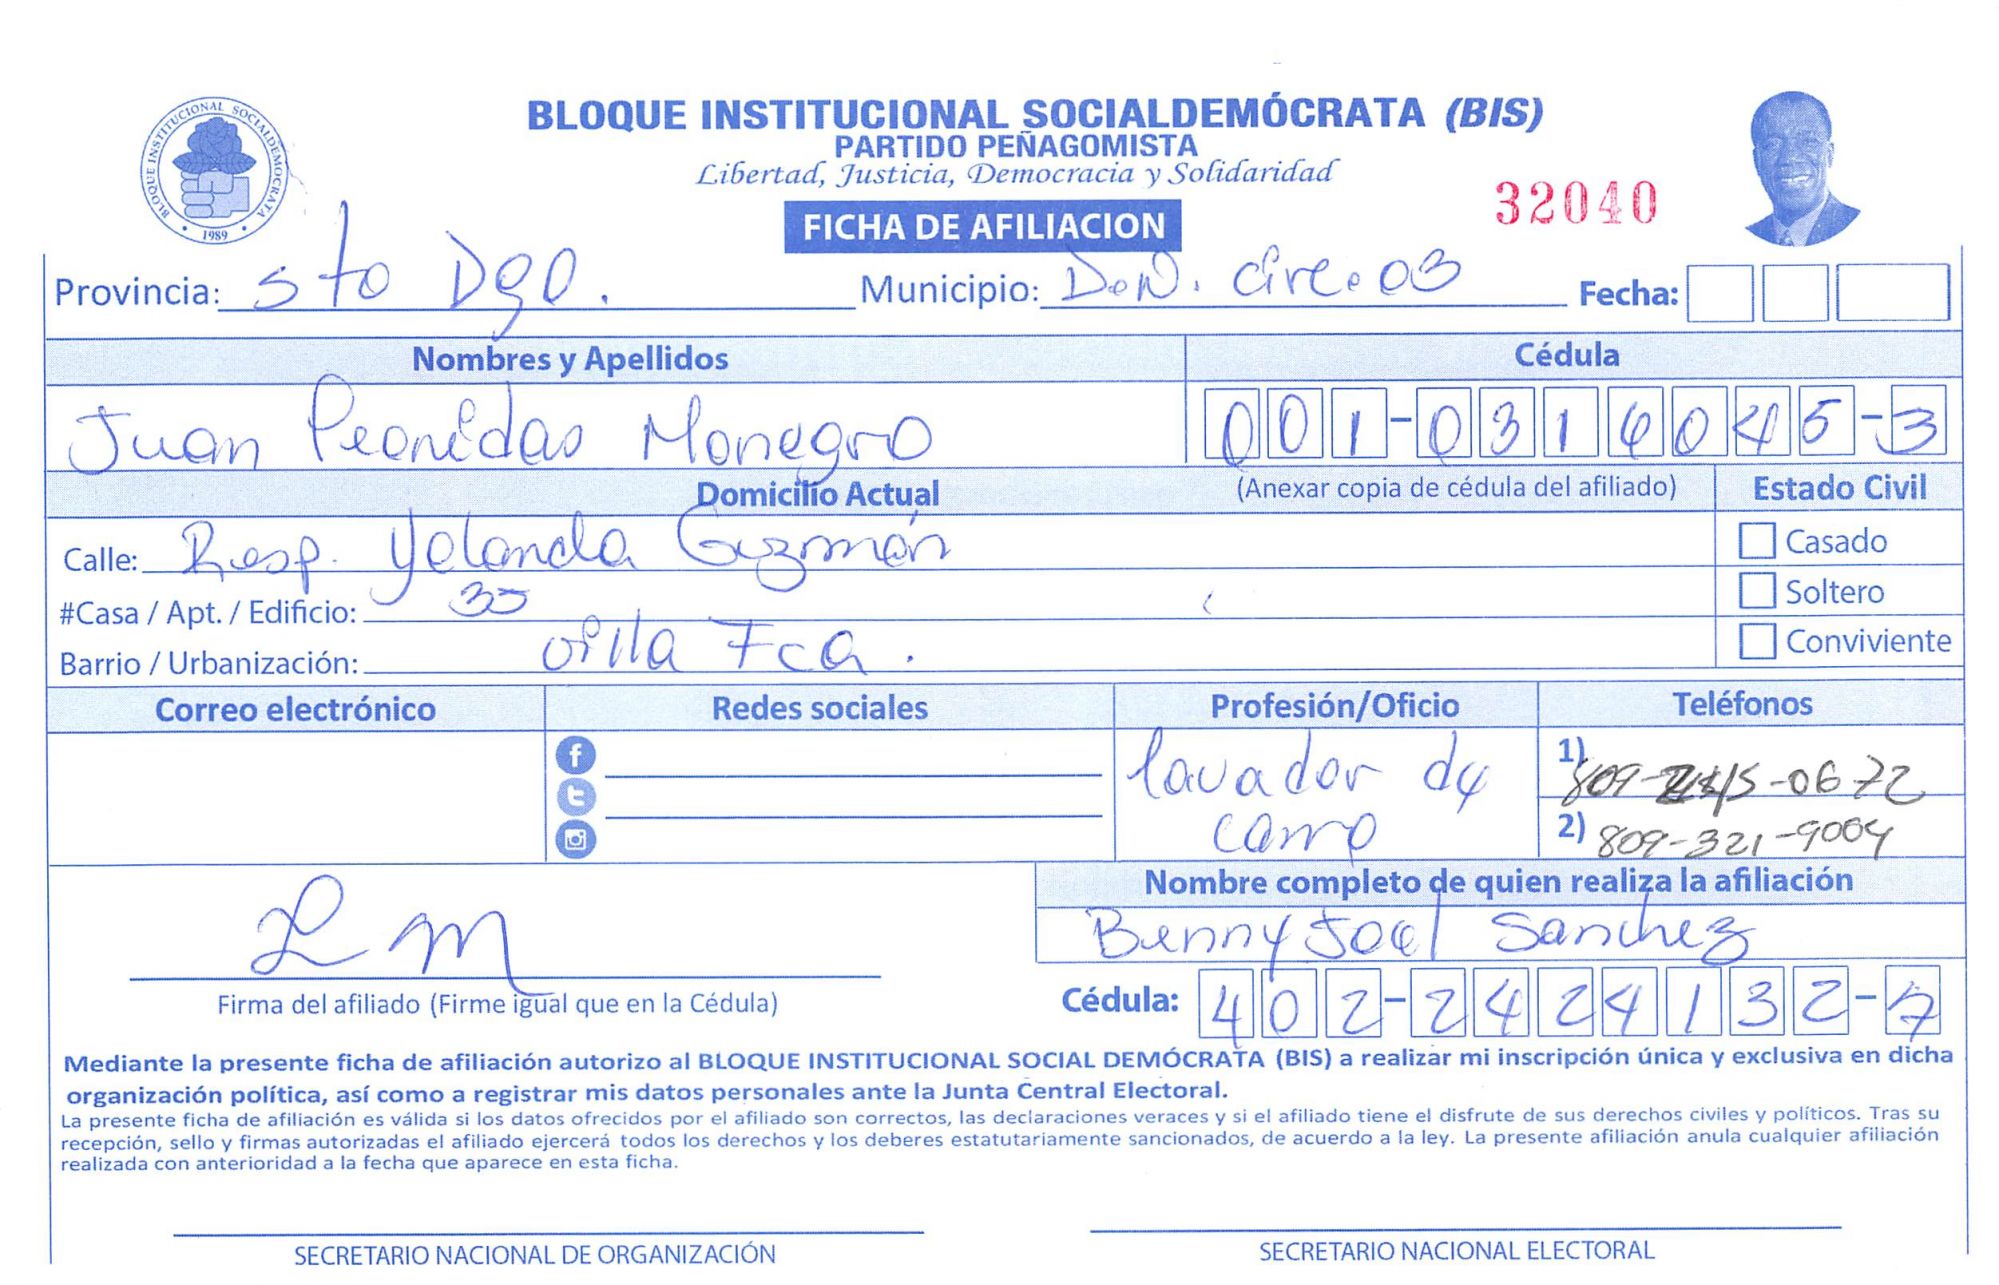 BLOQUE INSTITUCIONAL SOCIALDEMOCRATA
1989
BLOQUE INSTITUCIONAL SOCIALDEMÓCRATA (BIS)
PARTIDO PEÑAGOMISTA
Libertad, Justicia, Democracia y Solidaridad
32040
FICHA DE AFILIACION
Provincia: Sto Dgo. Municipio: D.N. Circ. 03 Fecha:
Nombres y Apellidos Cédula
Juan Leonidas Monegro 001-0316045-3
Domicilio Actual (Anexar copia de cédula del afiliado) Estado Civil
Calle: Resp. Yolanda Guzmán Casado
#Casa / Apt. / Edificio: 35 Soltero
Barrio / Urbanización: Villa Fca. Conviviente
Correo electrónico Redes sociales Profesión/Oficio Teléfonos
lavador de 1) 809- -0672
carro 2) 809-321-9004
Nombre completo de quien realiza la afiliación
L M Benny Joel Sanchez
Firma del afiliado (Firme igual que en la Cédula) Cédula: 402-2424132-7
Mediante la presente ficha de afiliación autorizo al BLOQUE INSTITUCIONAL SOCIAL DEMÓCRATA (BIS) a realizar mi inscripción única y exclusiva en dicha
organización política, así como a registrar mis datos personales ante la Junta Central Electoral.
La presente ficha de afiliación es válida si los datos ofrecidos por el afiliado son correctos, las declaraciones veraces y si el afiliado tiene el disfrute de sus derechos civiles y políticos. Tras su
recepción, sello y firmas autorizadas el afiliado ejercerá todos los derechos y los deberes estatutariamente sancionados, de acuerdo a la ley. La presente afiliación anula cualquier afiliación
realizada con anterioridad a la fecha que aparece en esta ficha.
SECRETARIO NACIONAL DE ORGANIZACIÓN SECRETARIO NACIONAL ELECTORAL